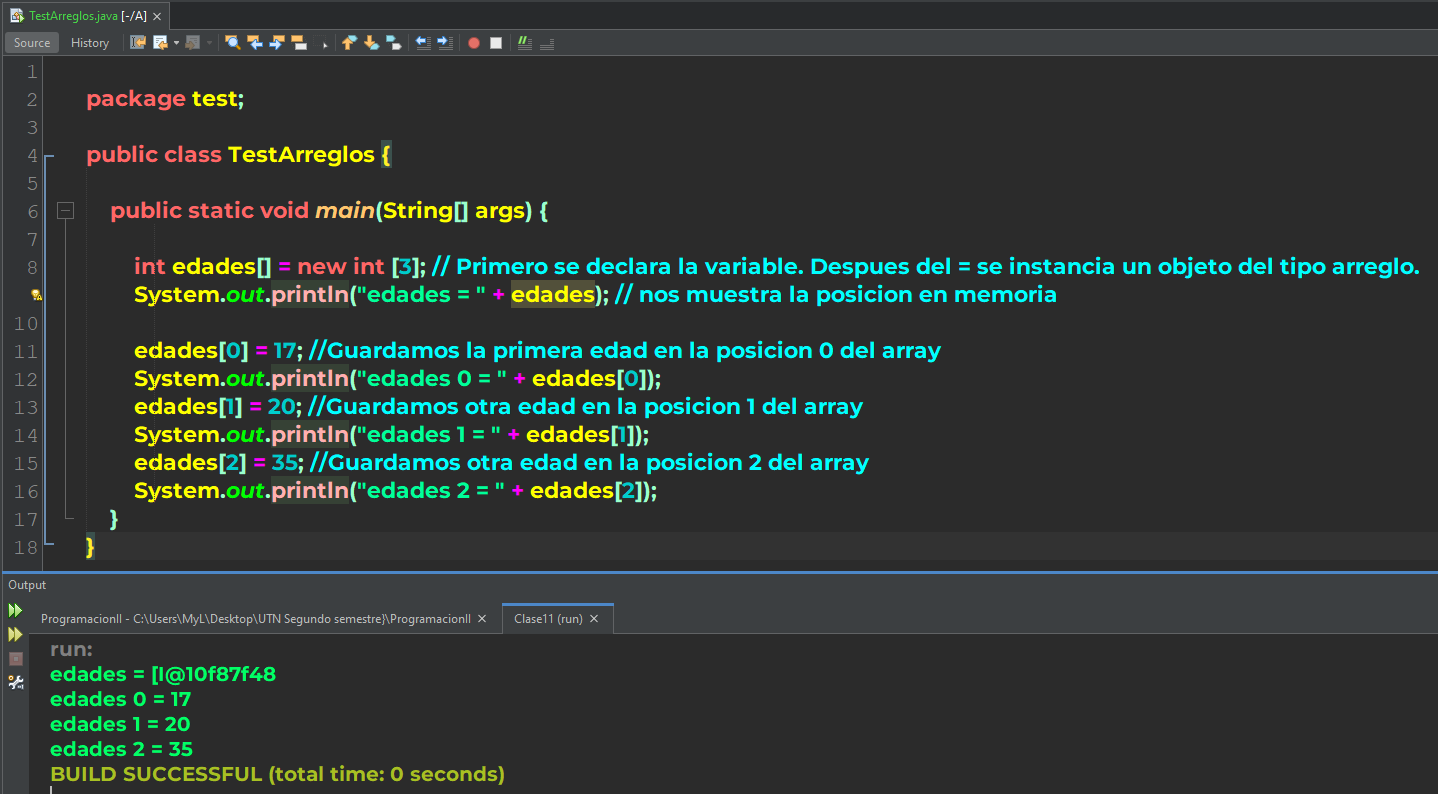 TestArreglos.java [-/A]
Source History
1
2 package test;
3
4 public class TestArreglos {
5
6 public static void main(String[] args) {
7
8 int edades[] = new int [3]; // Primero se declara la variable. Despues del = se instancia un objeto del tipo arreglo.
System.out.println("edades = " + edades); // nos muestra la posicion en memoria
10
11 edades[0] = 17; //Guardamos la primera edad en la posicion 0 del array
12 System.out.println("edades 0 = " + edades[0]);
13 edades[1] = 20; //Guardamos otra edad en la posicion 1 del array
14 System.out.println("edades 1 = " + edades[1]);
15 edades[2] = 35; //Guardamos otra edad en la posicion 2 del array
16 System.out.println("edades 2 = " + edades[2]);
17 }
18 }
Output
ProgramacionII - C:\Users\MyL\Desktop\UTN Segundo semestre}\ProgramacionII Clase11 (run)
run:
edades = [I@10f87f48
edades 0 = 17
edades 1 = 20
edades 2 = 35
BUILD SUCCESSFUL (total time: 0 seconds)